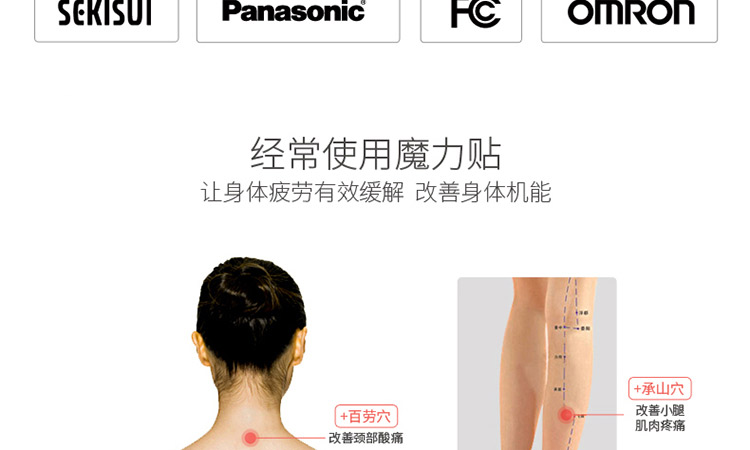 SEKISUI
Panasonic
FC
OMRON
经常使用魔力贴
让身体疲劳有效缓解 改善身体机能
+百劳穴
改善颈部酸痛
+承山穴
改善小腿
肌肉疼痛